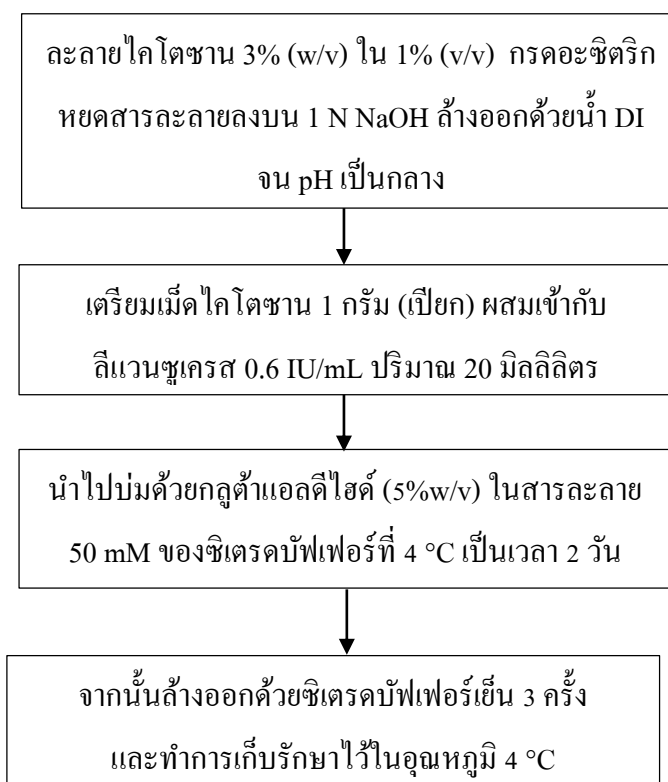 ละลายไคโตซาน 3% (w/v) ใน 1% (v/v) กรดอะซิตริก
หยดสารละลายลงบน 1 N NaOH ล้างออกด้วยน้ำ DI
จน pH เป็นกลาง
เตรียมเม็ดไคโตซาน 1 กรัม (เปียก) ผสมเข้ากับ
ลีแวนซูเครส 0.6 IU/mL ปริมาณ 20 มิลลิลิตร
นำไปบ่มด้วยกลูต้าแอลดีไฮด์ (5%w/v) ในสารละลาย
50 mM ของซิเตรดบัฟเฟอร์ที่ 4 °C เป็นเวลา 2 วัน
จากนั้นล้างออกด้วยซิเตรดบัฟเฟอร์เย็น 3 ครั้ง
และทำการเก็บรักษาไว้ในอุณหภูมิ 4 °C